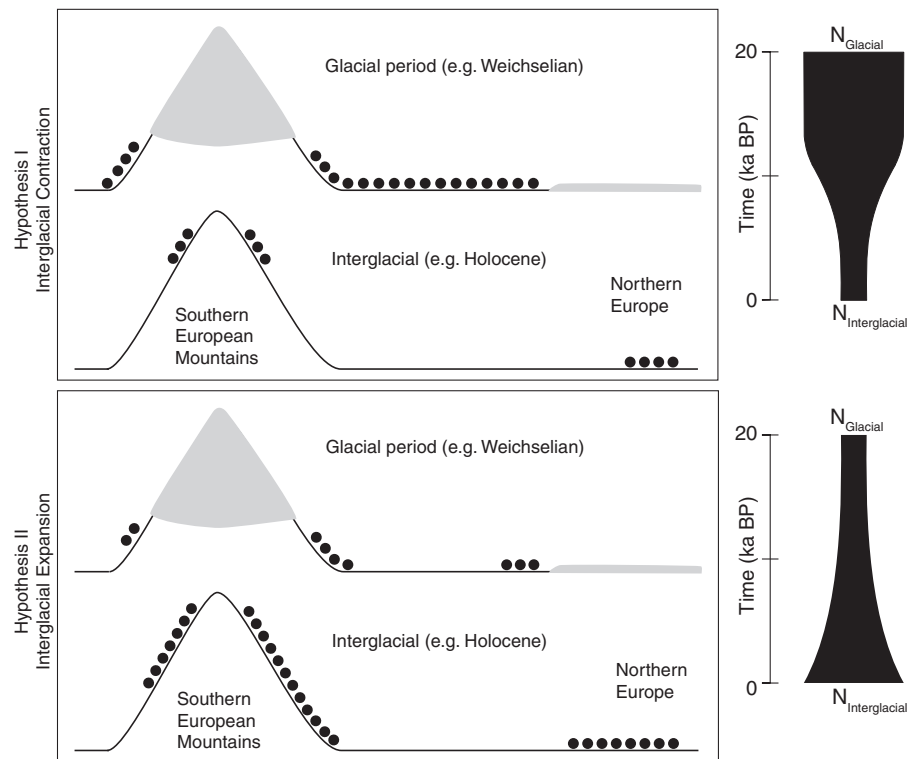 Hypothesis I
Interglacial Contraction
Glacial period (e.g. Weichselian)
Interglacial (e.g. Holocene)
Southern
European
Mountains
Northern
Europe
N_Glacial
20
Time (ka BP)
0
N_Interglacial
Hypothesis II
Interglacial Expansion
Glacial period (e.g. Weichselian)
Interglacial (e.g. Holocene)
Southern
European
Mountains
Northern
Europe
N_Glacial
20
Time (ka BP)
0
N_Interglacial